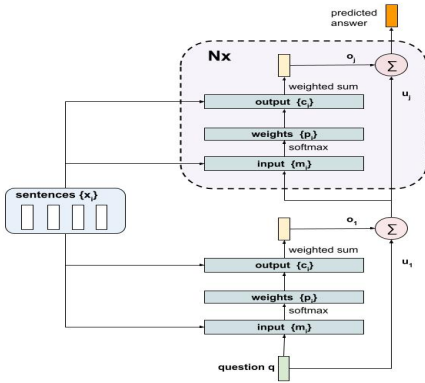 predicted
answer
Nx
o_j
Σ
weighted sum
u_j
output {c_i}
weights {p_i}
softmax
input {m_i}
sentences {x_i}
o_1
Σ
weighted sum
u_1
output {c_i}
weights {p_i}
softmax
input {m_i}
question q